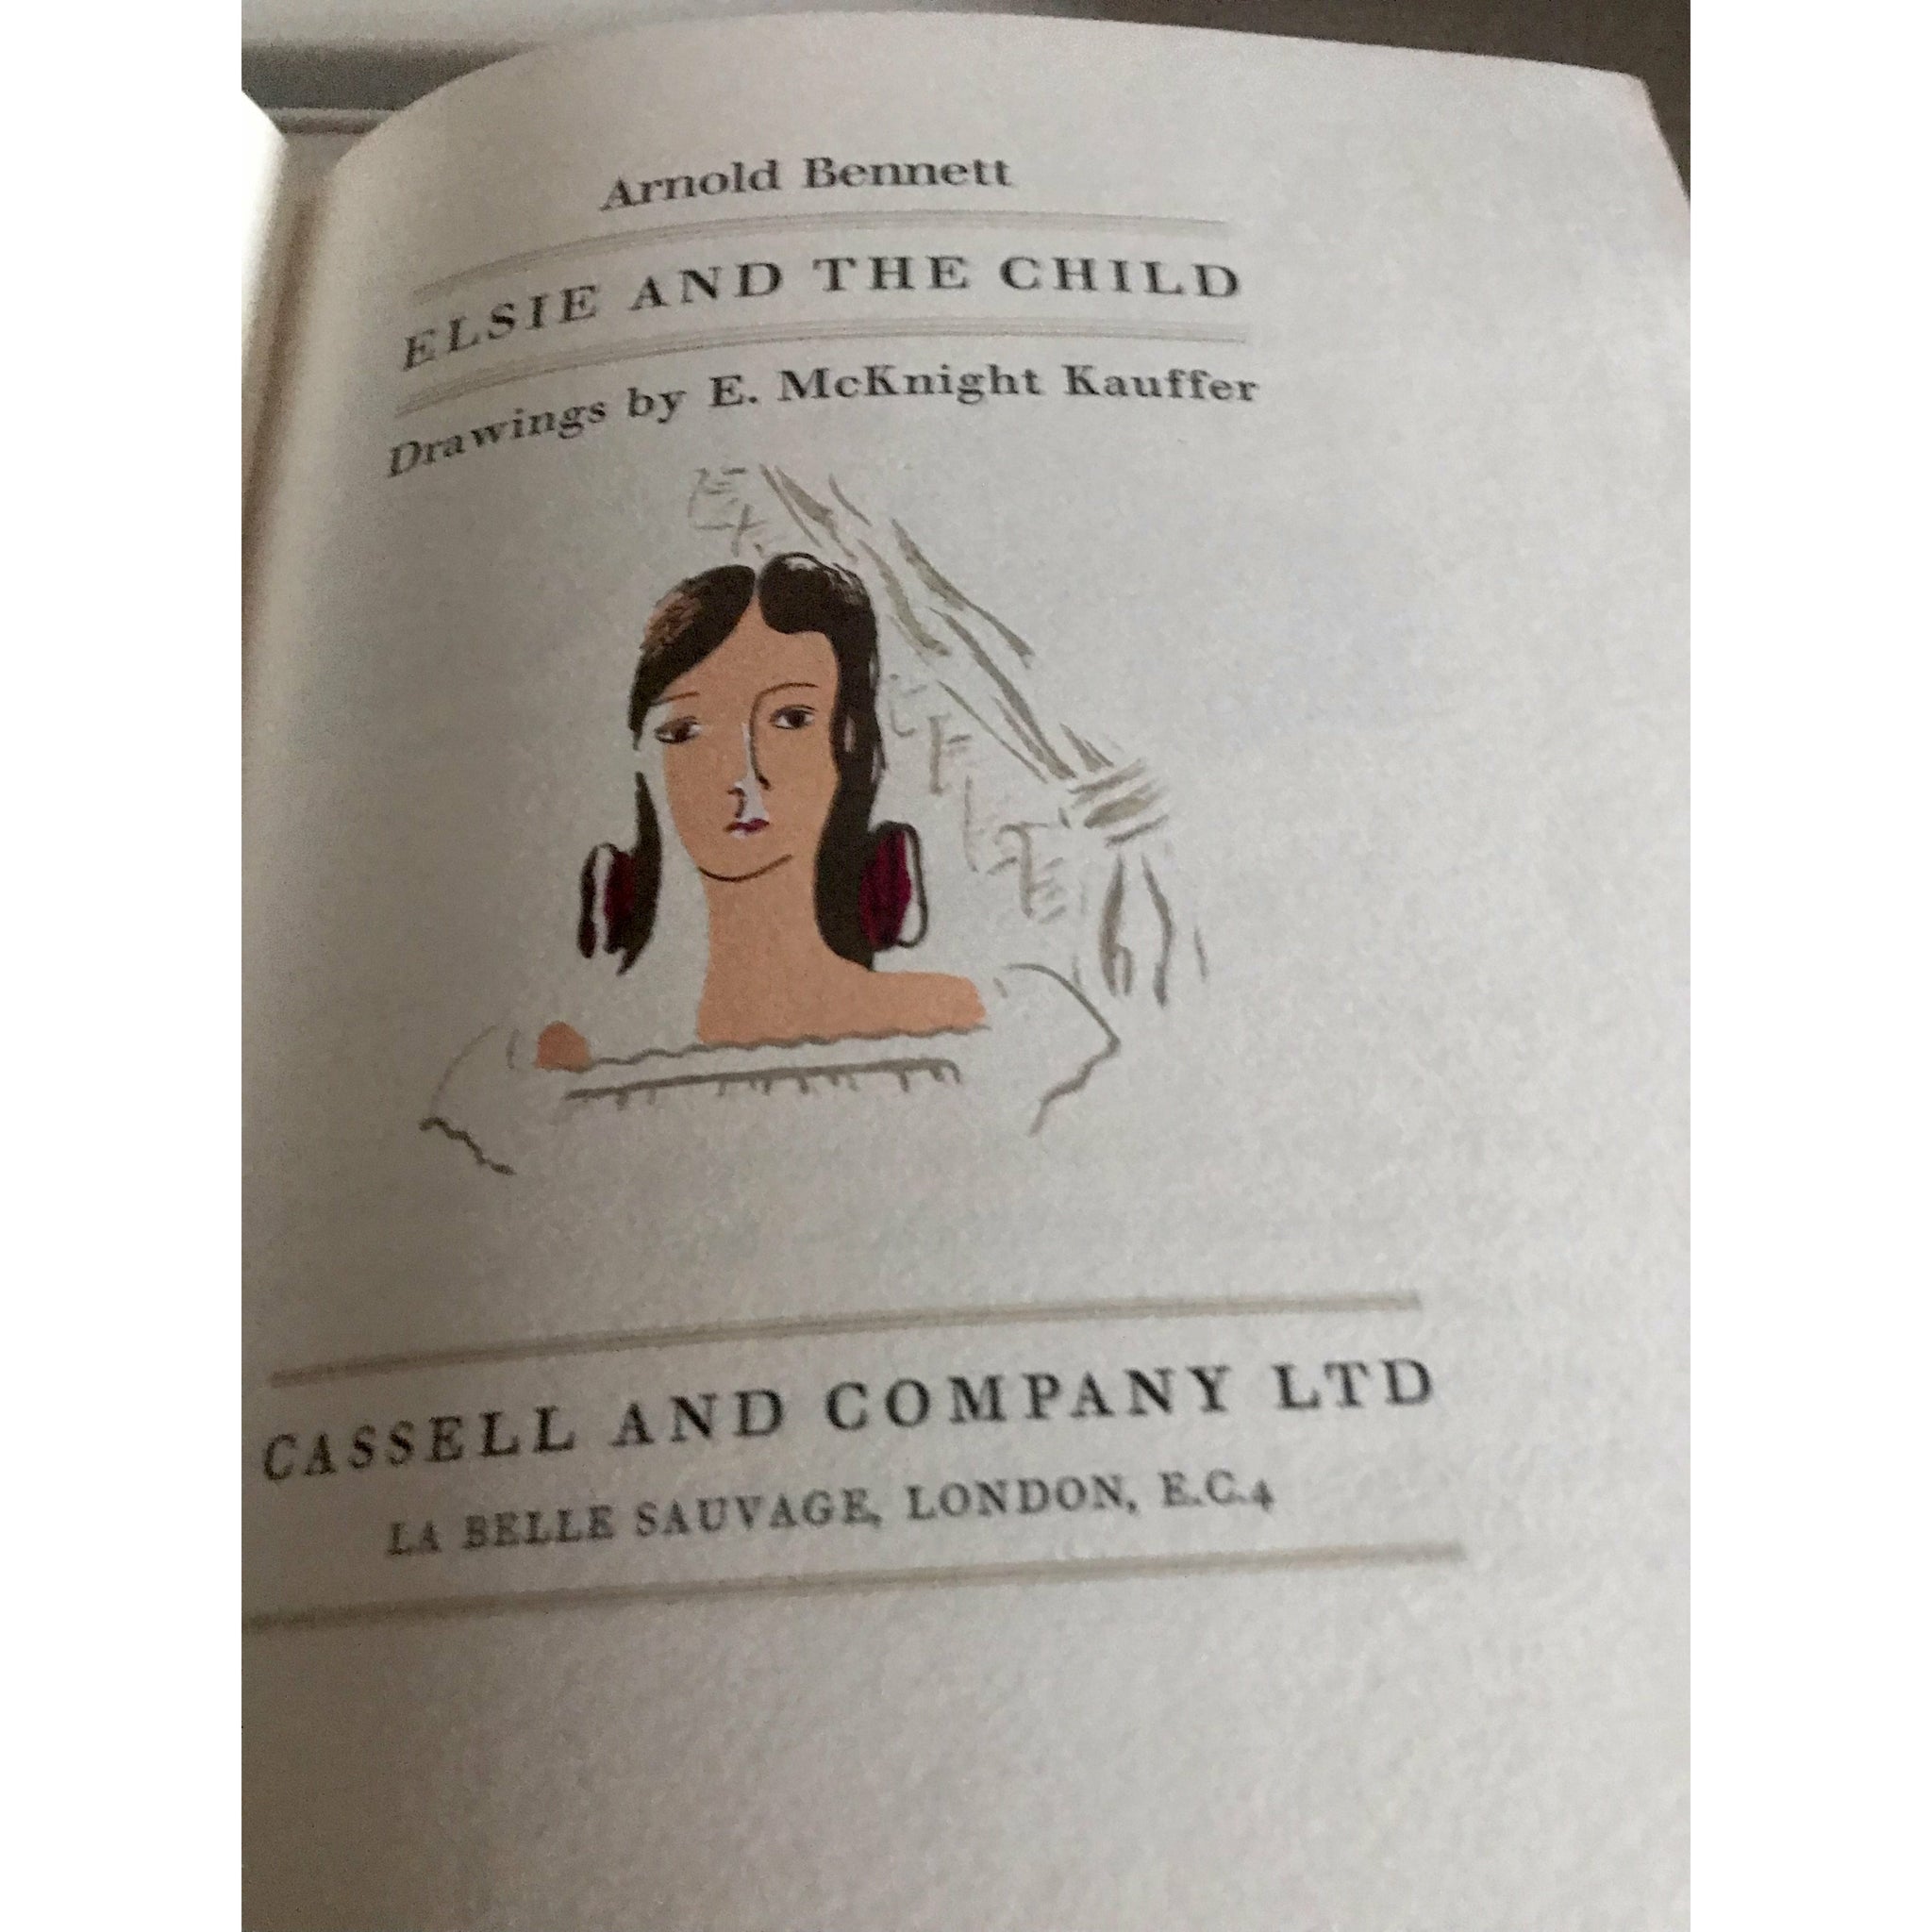 Arnold Bennett
ELSIE AND THE CHILD
Drawings by E. McKnight Kauffer
CASSELL AND COMPANY LTD
LA BELLE SAUVAGE, LONDON, E.C.4